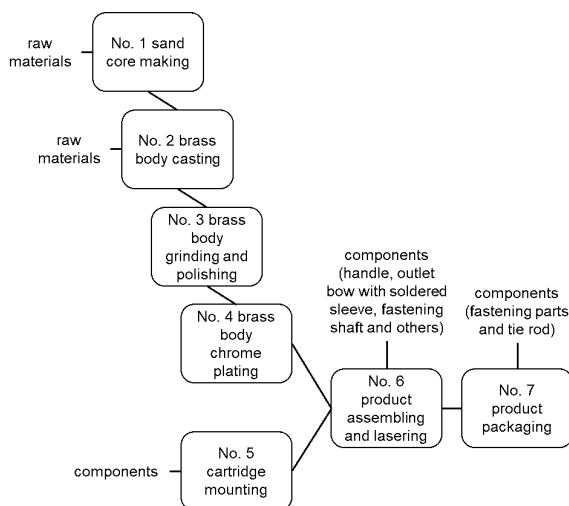 raw
materials
No. 1 sand
core making
raw
materials
No. 2 brass
body casting
No. 3 brass
body
grinding and
polishing
No. 4 brass
body
chrome
plating
components
(handle, outlet
bow with soldered
sleeve, fastening
shaft and others)
components
(fastening parts
and tie rod)
No. 6
product
assembling
and lasering
No. 7
product
packaging
components
No. 5
cartridge
mounting